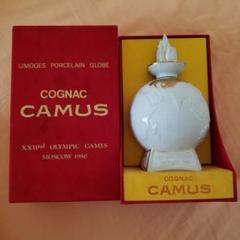 LIMOGES PORCELAIN GLOBE
COGNAC
CAMUS
XXIInd OLYMPIC GAMES
MOSCOW 1980
COGNAC
CAMUS